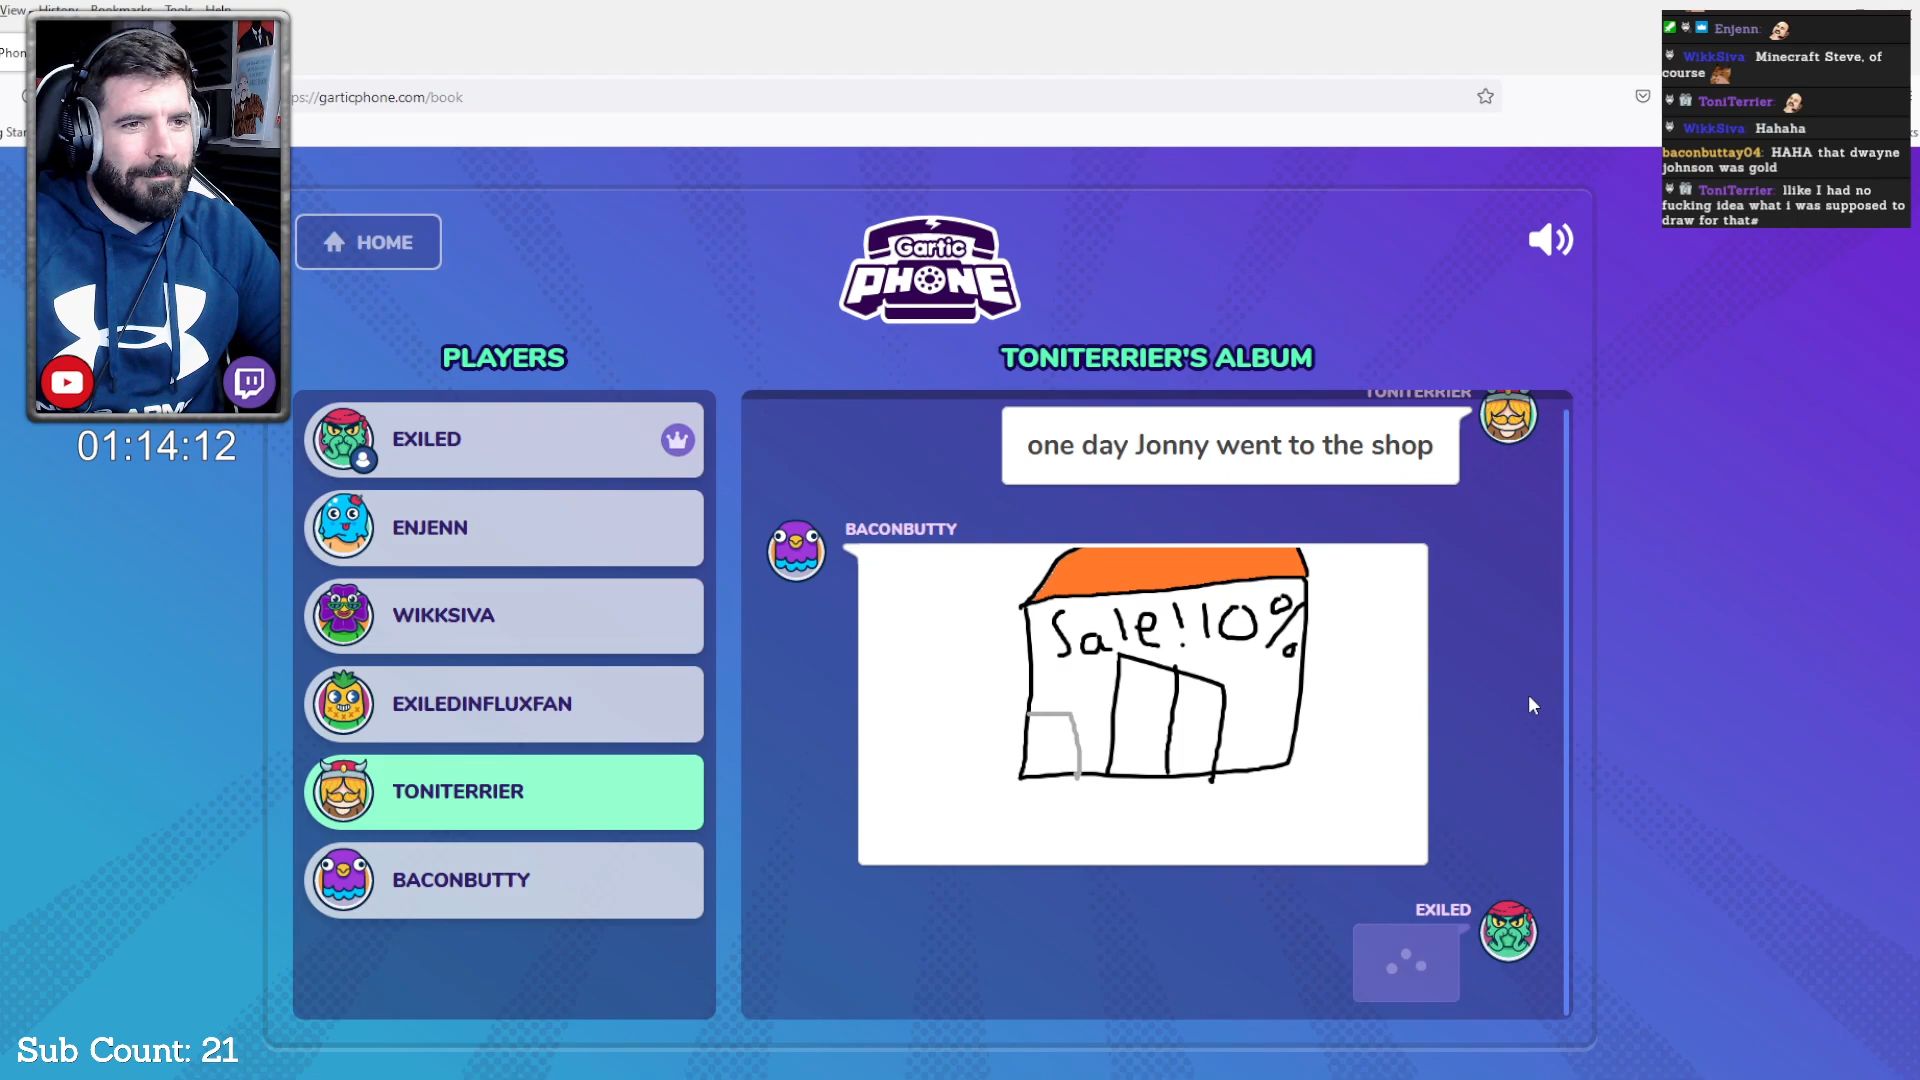 View History Bookmarks Tools Help
Phon
ps://garticphone.com/book
g Star
Enjenn:
WikkSiva: Minecraft Steve, of
course
ToniTerrier:
WikkSiva: Hahaha
baconbuttay04: HAHA that dwayne
johnson was gold
ToniTerrier: llike I had no
fucking idea what i was supposed to
draw for that#
HOME
Gartic
PHONE
PLAYERS
TONITERRIER'S ALBUM
01:14:12
EXILED
ENJENN
WIKKSIVA
EXILEDINFLUXFAN
TONITERRIER
BACONBUTTY
TONITERRIER
one day Jonny went to the shop
BACONBUTTY
Sale! 10%
EXILED
Sub Count: 21